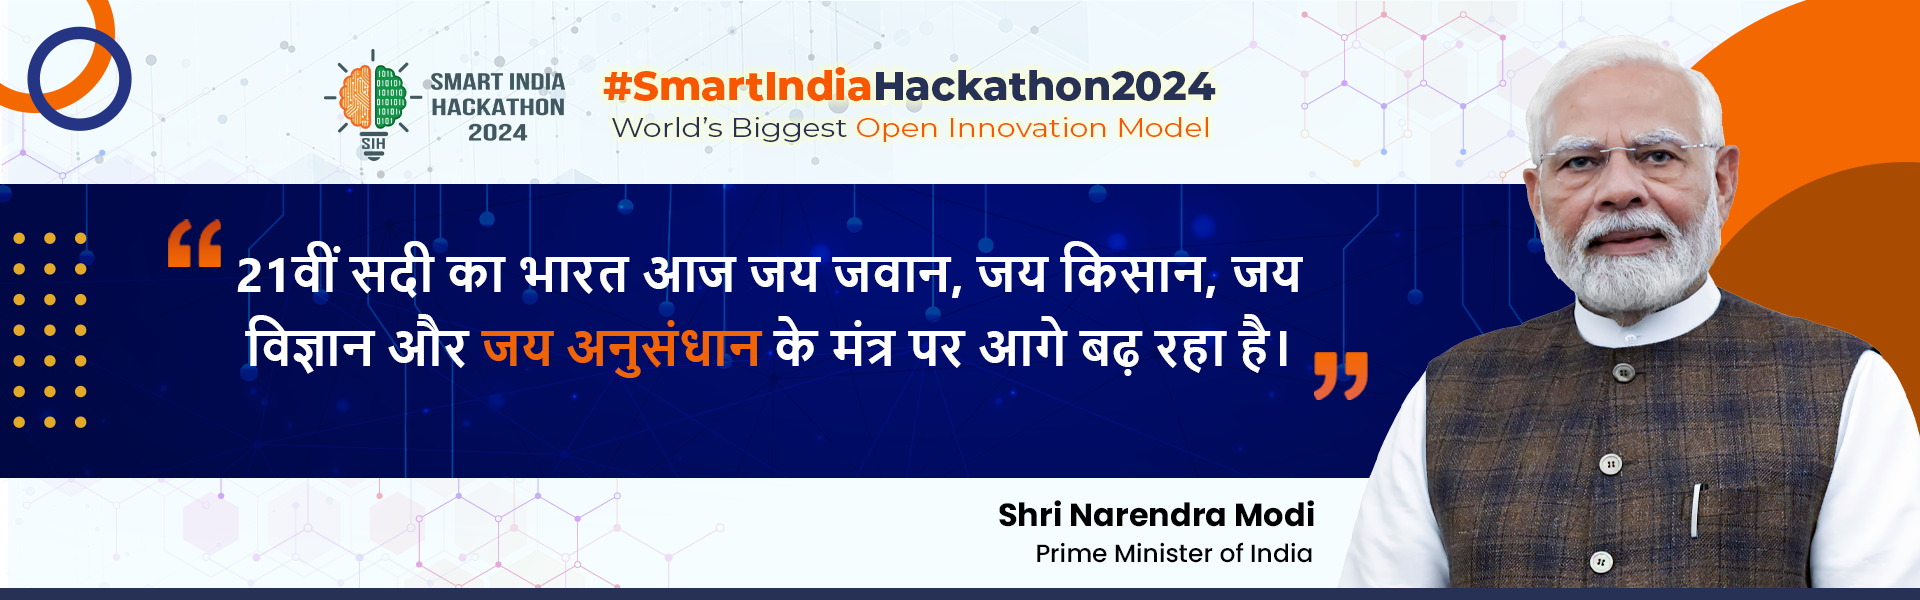 SMART INDIA
HACKATHON
2024
SIH
#SmartIndiaHackathon2024
World's Biggest Open Innovation Model
“21वीं सदी का भारत आज जय जवान, जय किसान, जय
विज्ञान और जय अनुसंधान के मंत्र पर आगे बढ़ रहा है।”
Shri Narendra Modi
Prime Minister of India